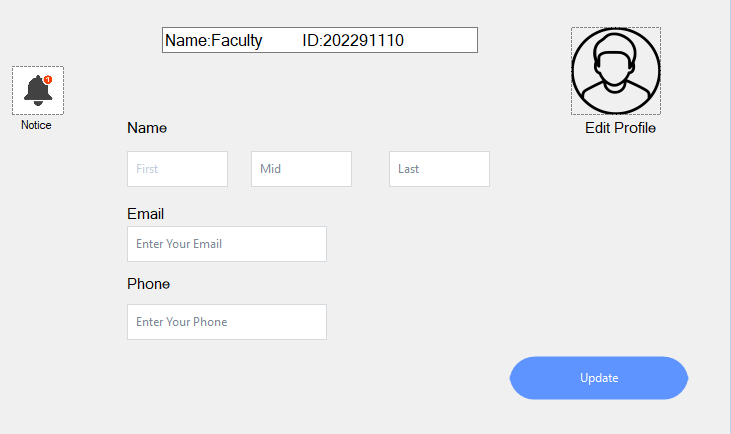 Name:Faculty ID:202291110
1
Notice
Edit Profile
Name
First
Mid
Last
Email
Enter Your Email
Phone
Enter Your Phone
Update